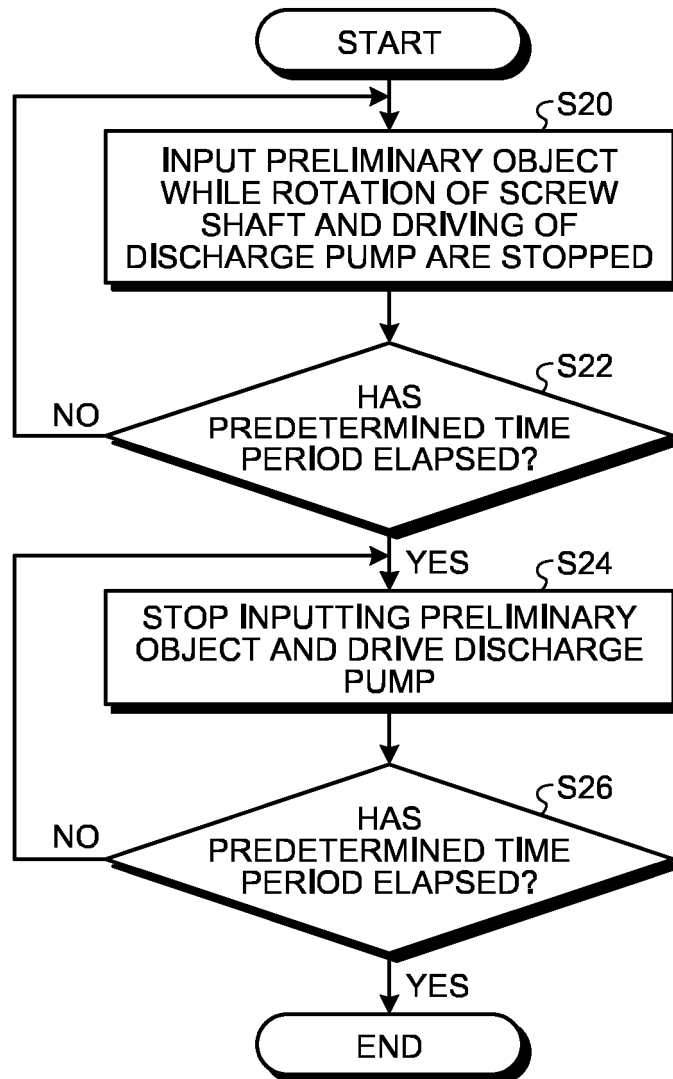 START
S20
INPUT PRELIMINARY OBJECT
WHILE ROTATION OF SCREW
SHAFT AND DRIVING OF
DISCHARGE PUMP ARE STOPPED
S22
HAS
PREDETERMINED TIME
PERIOD ELAPSED?
NO
YES
S24
STOP INPUTTING PRELIMINARY
OBJECT AND DRIVE DISCHARGE
PUMP
S26
HAS
PREDETERMINED TIME
PERIOD ELAPSED?
NO
YES
END